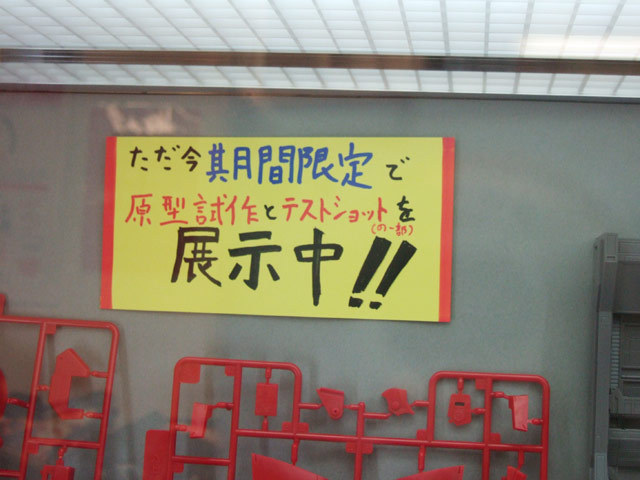 ただ今期間限定で
原型試作とテストショットを
(の一部)
展示中!!